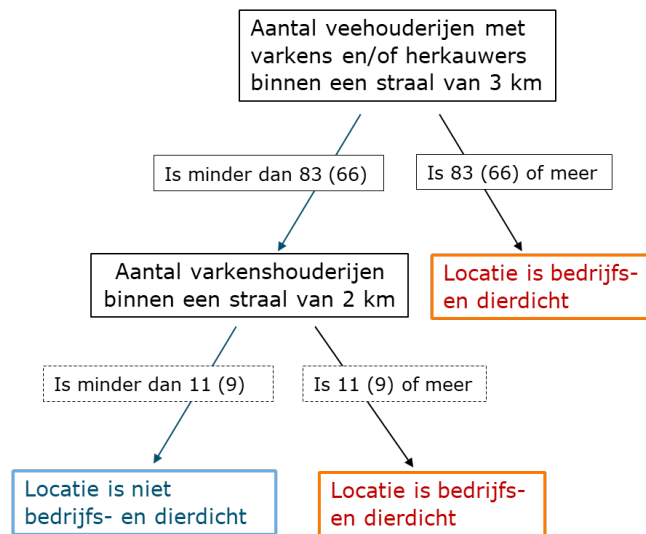 Aantal veehouderijen met
varkens en/of herkauwers
binnen een straal van 3 km
Is minder dan 83 (66)
Is 83 (66) of meer
Aantal varkenshouderijen
binnen een straal van 2 km
Locatie is bedrijfs-
en dierdicht
Is minder dan 11 (9)
Is 11 (9) of meer
Locatie is niet
bedrijfs- en dierdicht
Locatie is bedrijfs-
en dierdicht